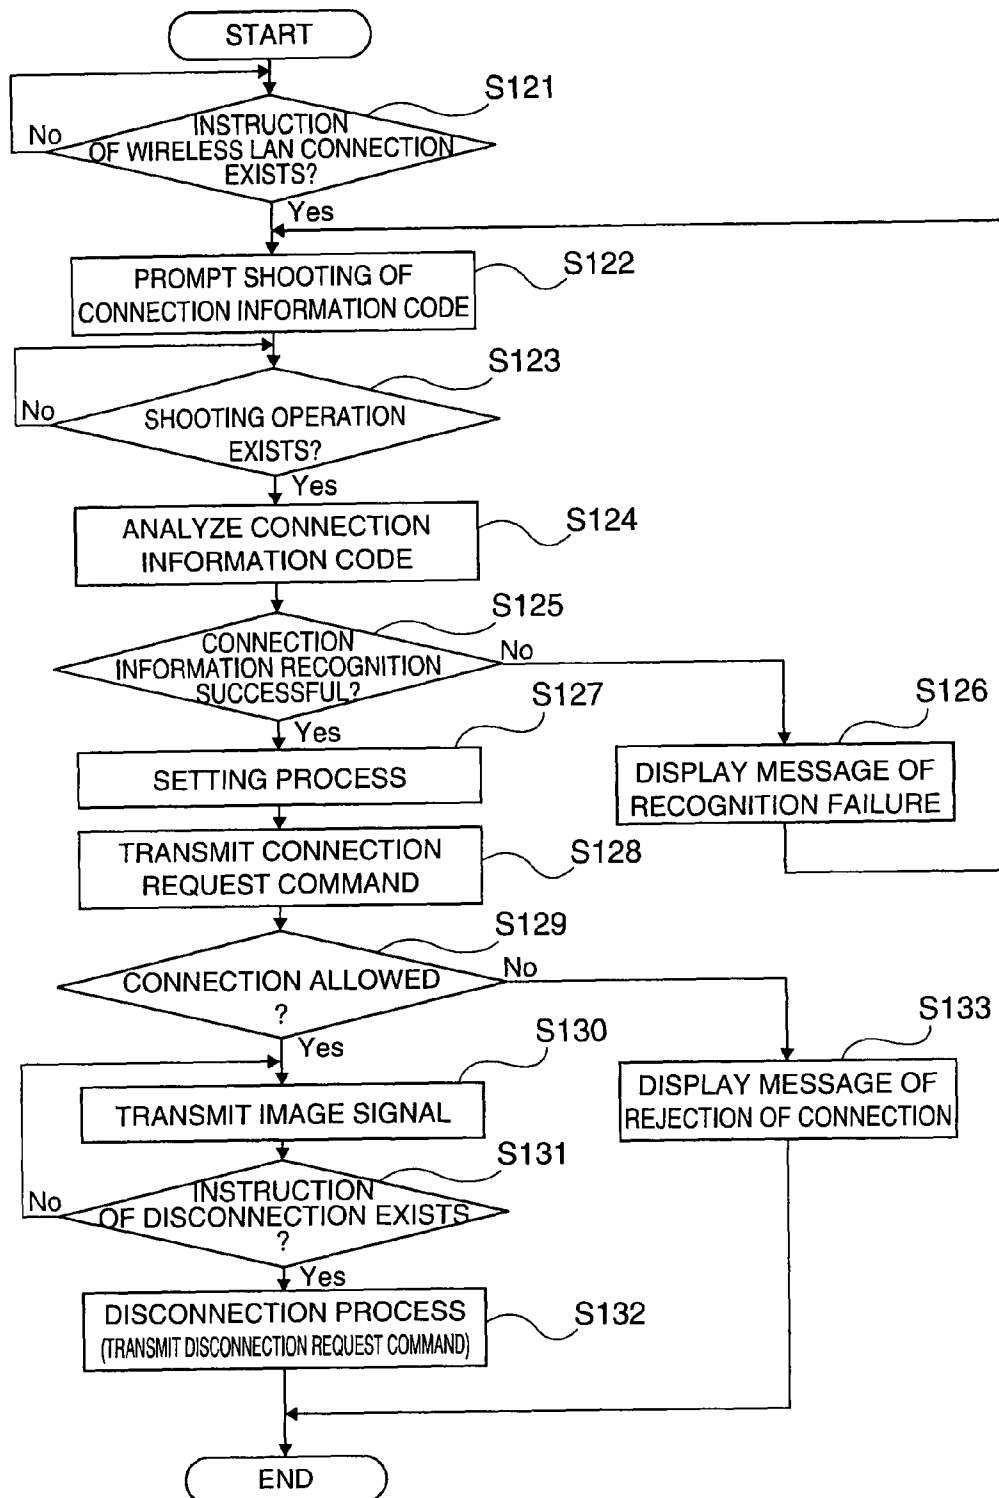 START
S121
No
INSTRUCTION
OF WIRELESS LAN CONNECTION
EXISTS?
Yes
S122
PROMPT SHOOTING OF
CONNECTION INFORMATION CODE
S123
No
SHOOTING OPERATION
EXISTS?
Yes
S124
ANALYZE CONNECTION
INFORMATION CODE
S125
CONNECTION
INFORMATION RECOGNITION
SUCCESSFUL?
No
Yes
S127
S126
SETTING PROCESS
DISPLAY MESSAGE OF
RECOGNITION FAILURE
S128
TRANSMIT CONNECTION
REQUEST COMMAND
S129
CONNECTION ALLOWED
?
No
Yes
S130
S133
TRANSMIT IMAGE SIGNAL
DISPLAY MESSAGE OF
REJECTION OF CONNECTION
S131
No
INSTRUCTION
OF DISCONNECTION EXISTS
?
Yes
S132
DISCONNECTION PROCESS
(TRANSMIT DISCONNECTION REQUEST COMMAND)
END